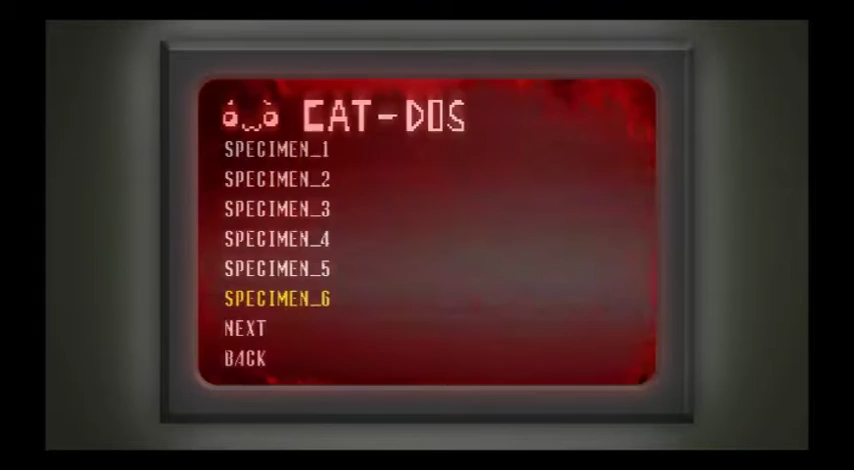 CAT-DOS
SPECIMEN_1
SPECIMEN_2
SPECIMEN_3
SPECIMEN_4
SPECIMEN_5
SPECIMEN_6
NEXT
BACK